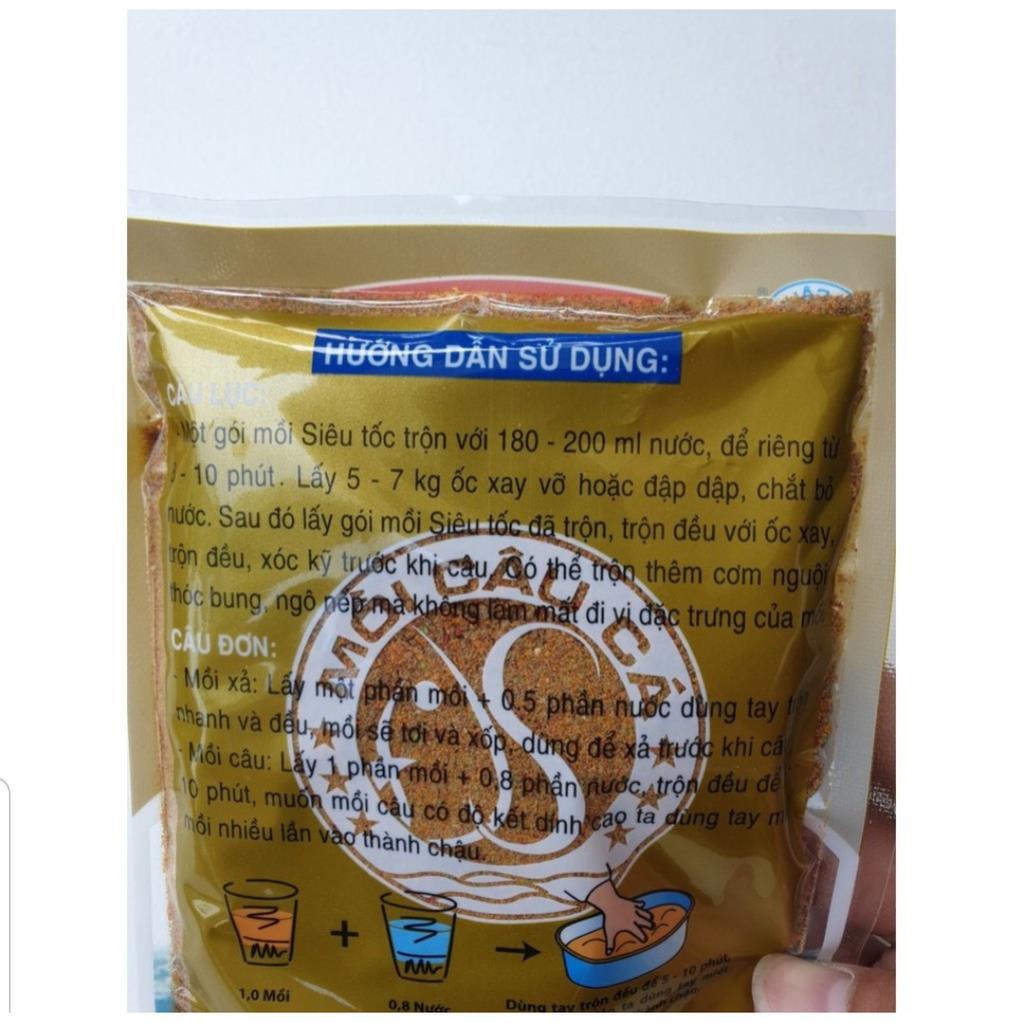 HƯỚNG DẪN SỬ DỤNG:
CÂU LỤC:
- Một gói mồi Siêu tốc trộn với 180 - 200 ml nước, để riêng từ
- 10 phút. Lấy 5 - 7 kg ốc xay vỡ hoặc đập dập, chắt bỏ
nước. Sau đó lấy gói mồi Siêu tốc đã trộn, trộn đều với ốc xay,
trộn đều, xóc kỹ trước khi câu. Có thể trộn thêm cơm nguội
thóc bung, ngô nếp mà không làm mất đi vị đặc trưng của
CÂU ĐƠN:
- Mồi xả: Lấy một phần mồi + 0.5 phần nước dùng tay
nhanh và đều, mồi sẽ tơi và xốp, dùng để xả trước khi
- Mồi câu: Lấy 1 phần mồi + 0,8 phần nước, trộn đều để
10 phút, muốn mồi câu có độ kết dính cao ta dùng tay
mồi nhiều lần vào thành chậu.
MỒI CÂU CÁ
1,0 Mồi
+
0,8 Nước
Dùng tay trộn đều để 5 - 10 phút,
ta dùng tay miết
thành chậu.